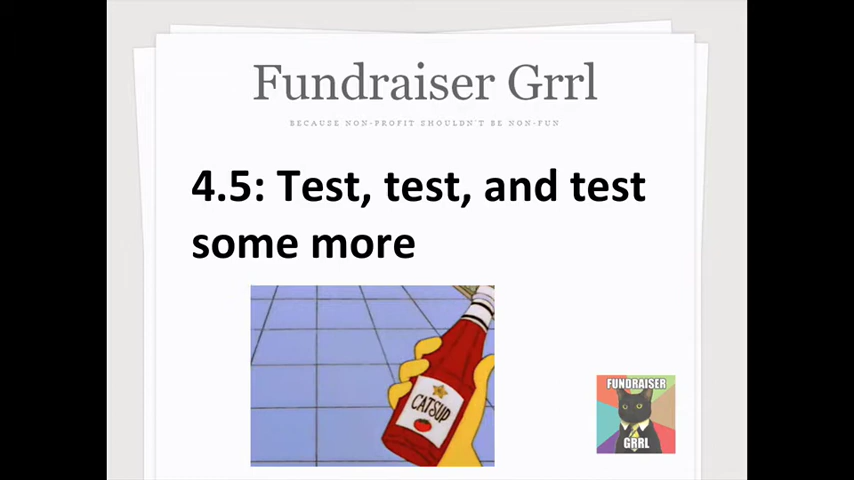 Fundraiser Grrl
BECAUSE NON-PROFIT SHOULDN'T BE NON-FUN
4.5: Test, test, and test
some more
CATSUP
FUNDRAISER
GRRL